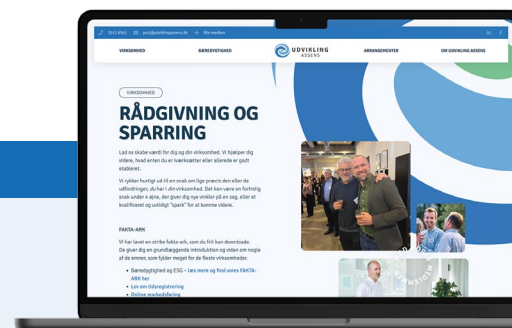 3012 8541 post@udviklingassens.dk Bliv medlem
VIRKSOMHED BÆREDYGTIGHED UDVIKLING ASSENS ARRANGEMENTER OM UDVIKLING ASSENS
VIRKSOMHED
RÅDGIVNING OG
SPARRING
Lad os skabe værdi for dig og din virksomhed. Vi hjælper dig
videre, hvad enten du er iværksætter eller allerede er godt
etableret.
Vi rykker hurtigt ud til en snak om lige præcis den eller de
udfordringer, du har i din virksomhed. Det kan være en fortrolig
snak under 4 øjne, der giver dig nye vinkler på en sag, eller et
kvalificeret og uvildigt "spark" for at komme videre.
FAKTA-ARK
Vi har lavet en stribe fakta-ark, som du frit kan downloade.
De giver dig en grundlæggende introduktion og viden om nogle
af de emner, som fylder meget for de fleste virksomheder.
• Bæredygtighed og ESG – læs mere og find vores FAKTA-
ARK her
• Lov om tidsregistrering
• Online markedsføring